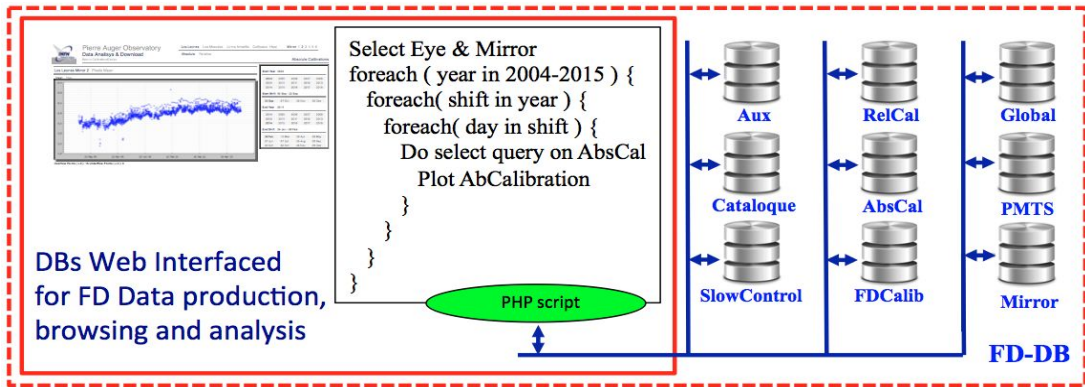 Pierre Auger Observatory
Data Analisys & Download
Select Eye & Mirror
foreach ( year in 2004-2015 ) {
foreach( shift in year ) {
foreach( day in shift ) {
Do select query on AbsCal
Plot AbCalibration
}
}
}
}
PHP script
DBs Web Interfaced
for FD Data production,
browsing and analysis
Aux RelCal Global
Cataloque AbsCal PMTS
SlowControl FDCalib Mirror
FD-DB